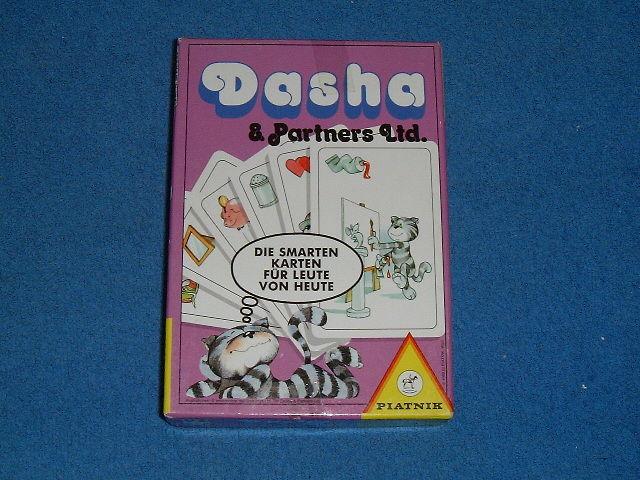 Dasha
& Partners Ltd.
DIE SMARTEN
KARTEN
FÜR LEUTE
VON HEUTE
PIATNIK